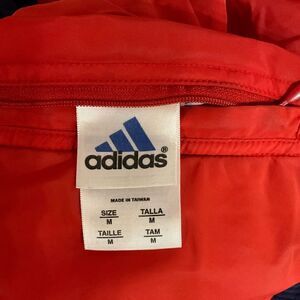 adidas®
MADE IN TAIWAN
SIZE TALLA
M M
TAILLE TAM
M M